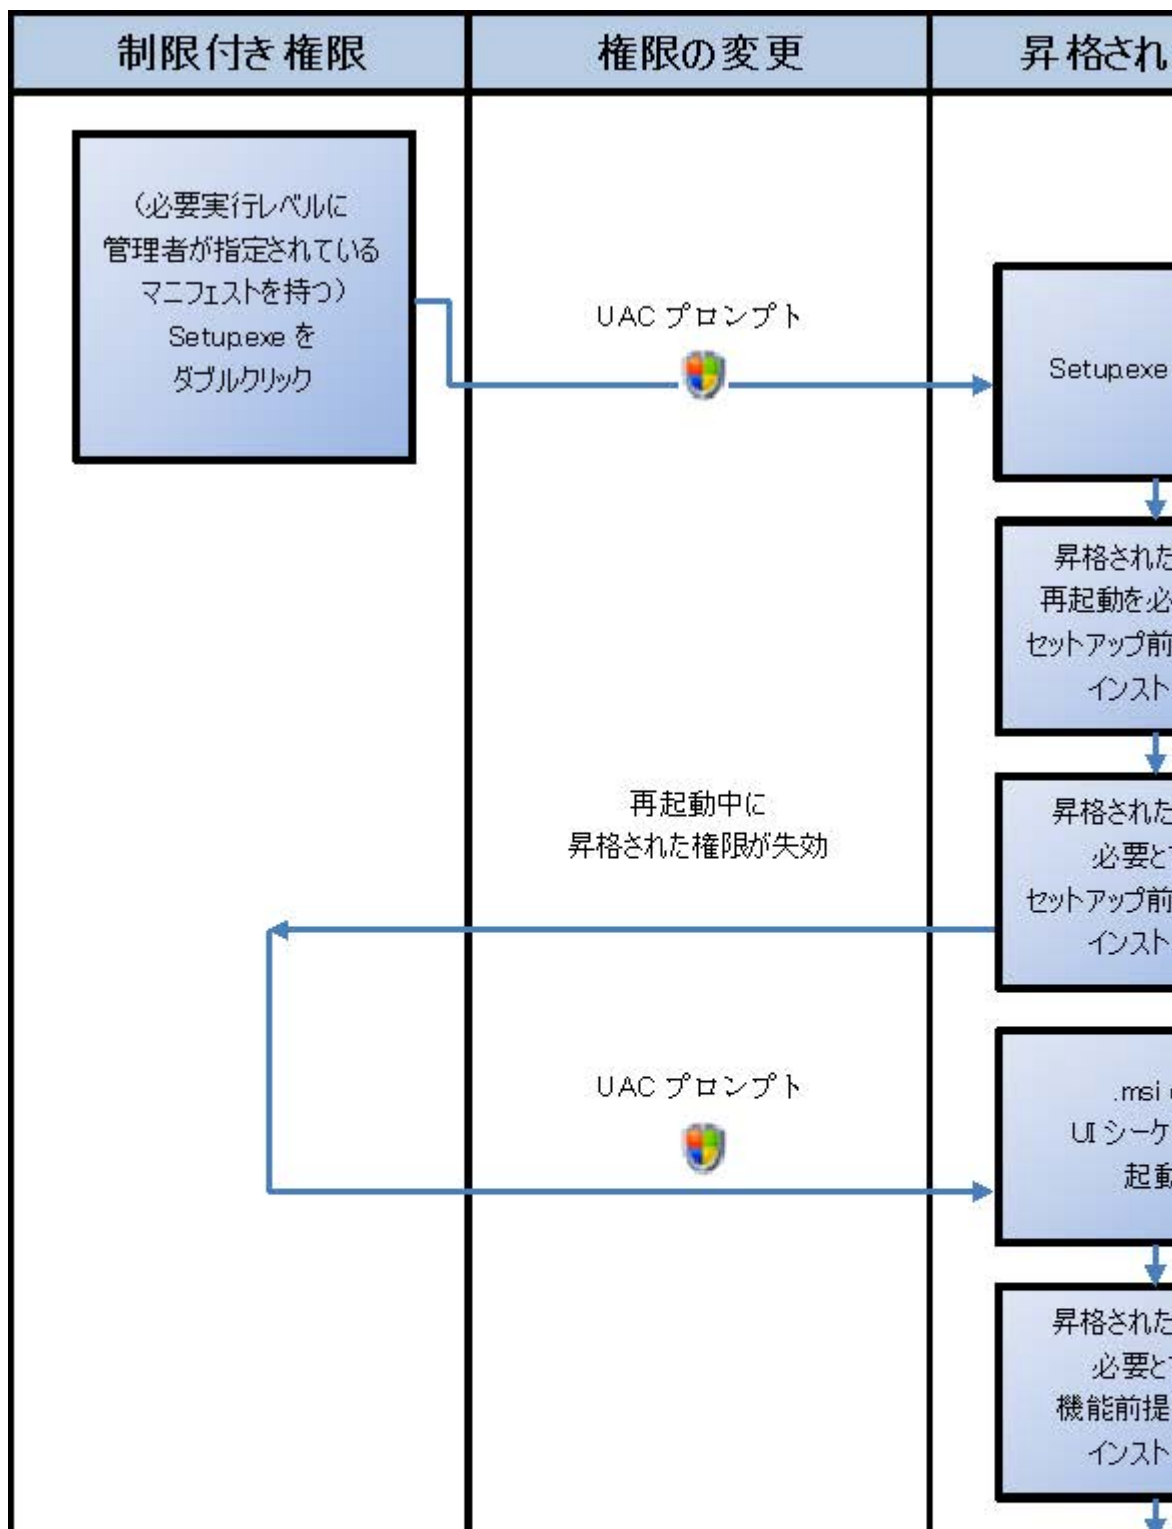 制限付き権限
権限の変更
昇格され
（必要実行レベルに
管理者が指定されている
マニフェストを持つ）
Setup.exe を
ダブルクリック
UAC プロンプト
Setup.exe
昇格された
再起動を必
セットアップ前
インスト
再起動中に
昇格された権限が失効
昇格された
必要とす
セットアップ前
インスト
UAC プロンプト
.msi
UI シーケ
起動
昇格された
必要とす
機能前提
インスト